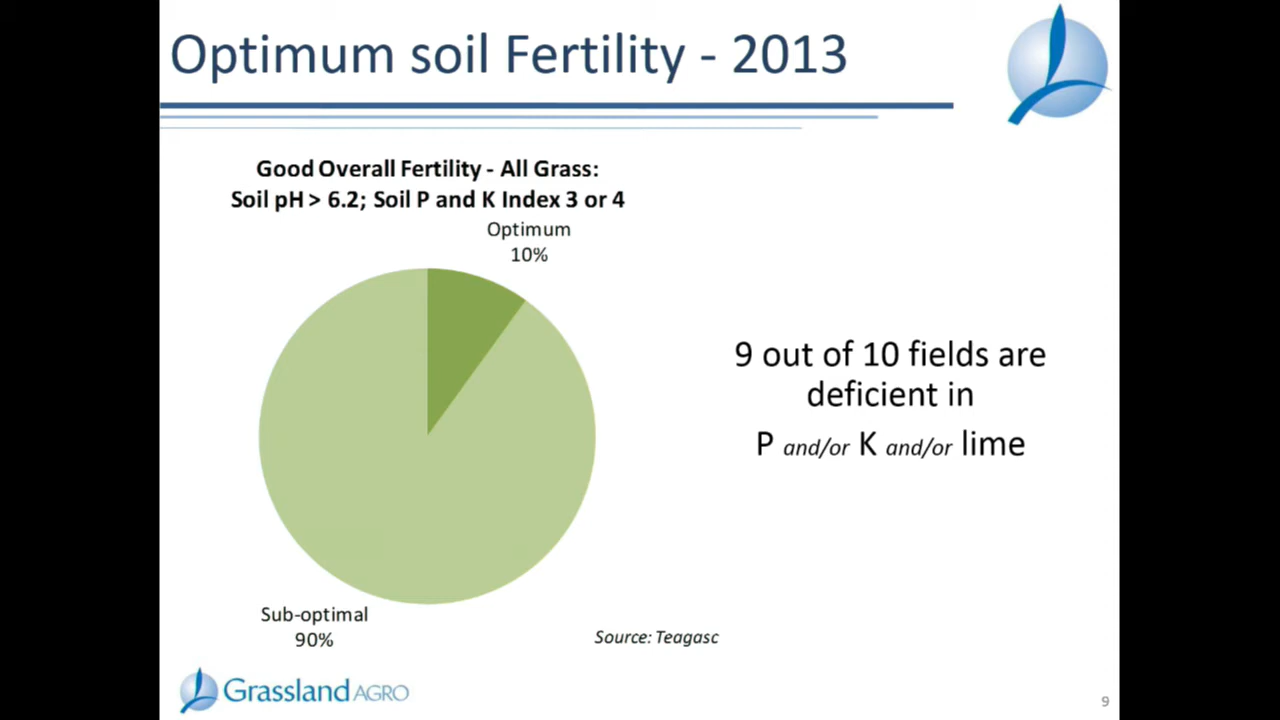 Optimum soil Fertility - 2013
Good Overall Fertility - All Grass:
Soil pH > 6.2; Soil P and K Index 3 or 4
Optimum
10%
9 out of 10 fields are
deficient in
P and/or K and/or lime
Sub-optimal
90%
Source: Teagasc
Grassland AGRO
9